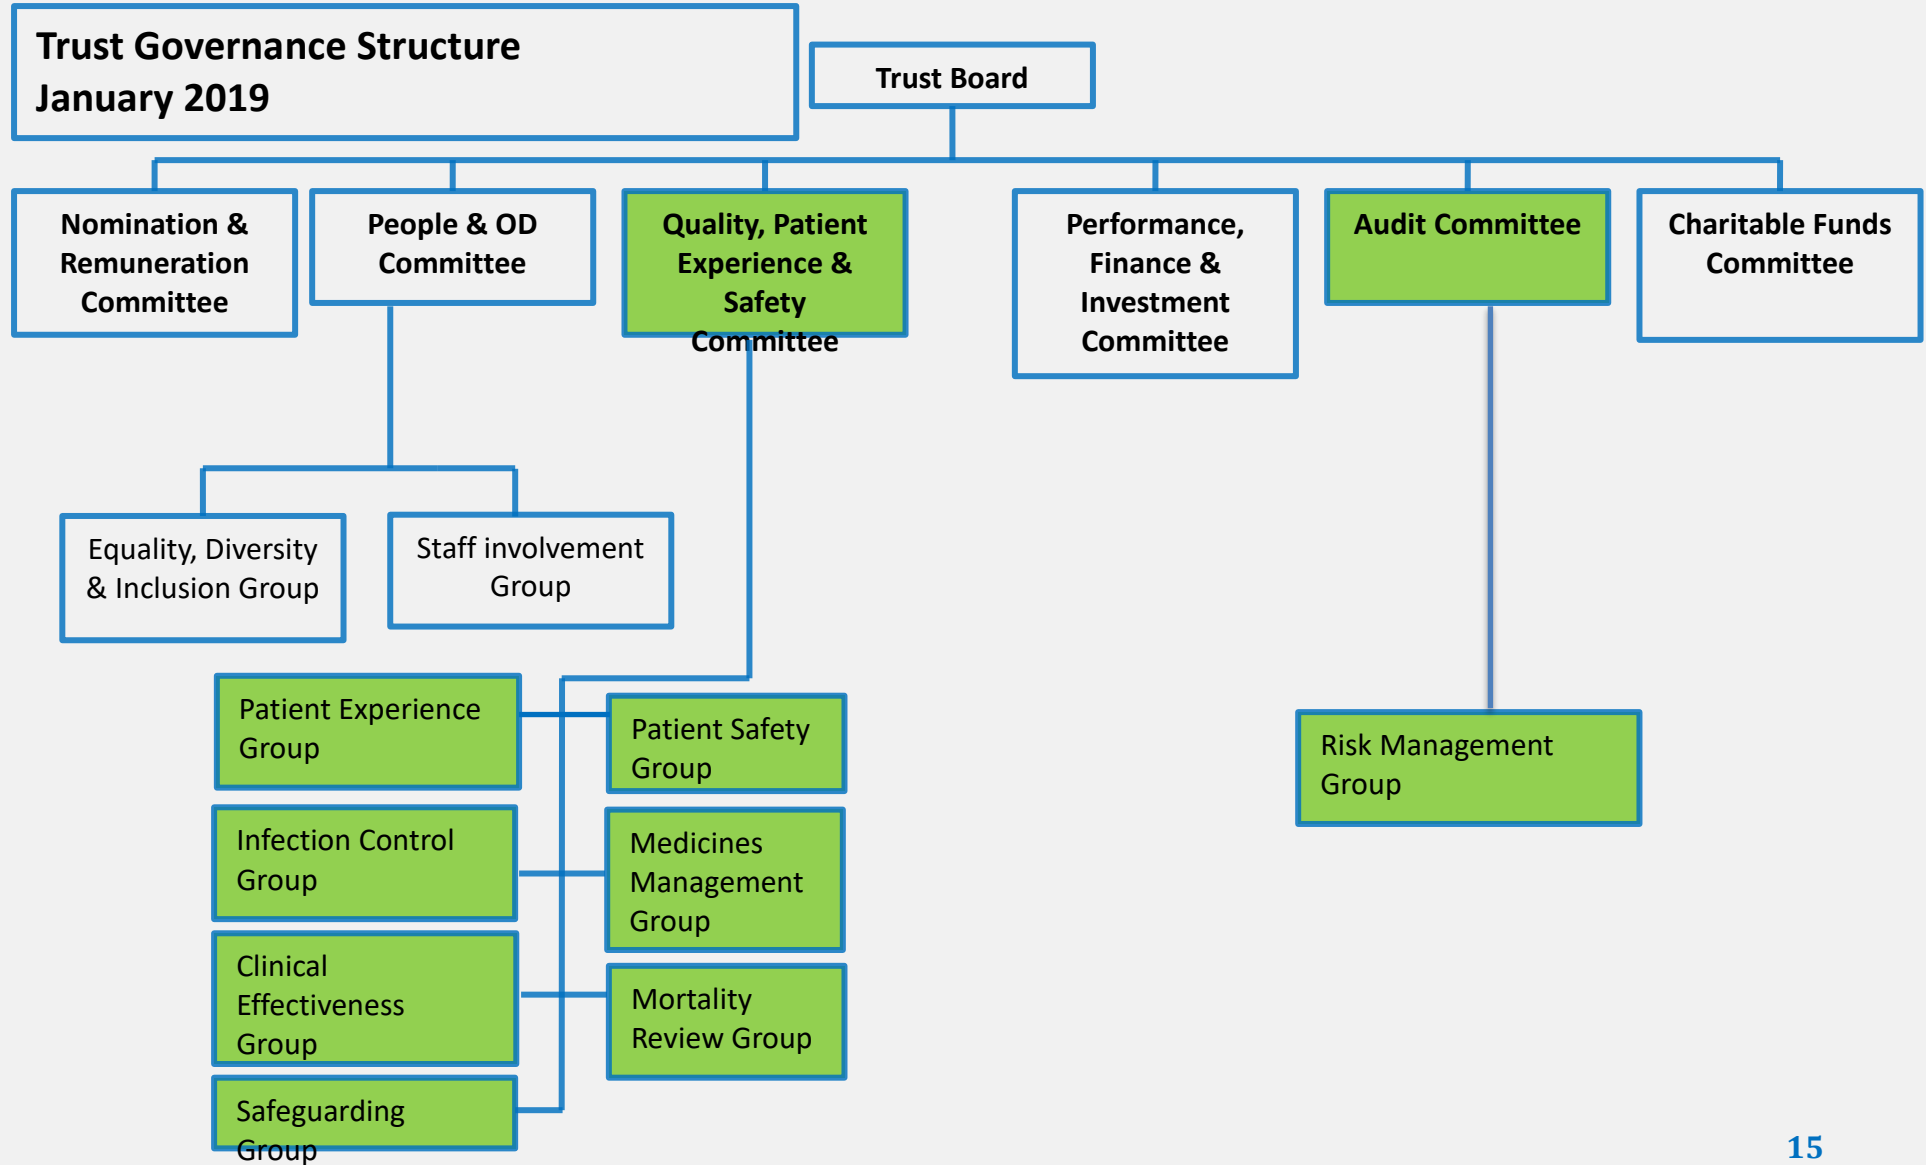 Trust Governance Structure
January 2019
Trust Board
Nomination &
Remuneration
Committee
People & OD
Committee
Quality, Patient
Experience &
Safety
Committee
Performance,
Finance &
Investment
Committee
Audit Committee
Charitable Funds
Committee
Equality, Diversity
& Inclusion Group
Staff involvement
Group
Patient Experience
Group
Patient Safety
Group
Risk Management
Group
Infection Control
Group
Medicines
Management
Group
Clinical
Effectiveness
Group
Mortality
Review Group
Safeguarding
Group
15